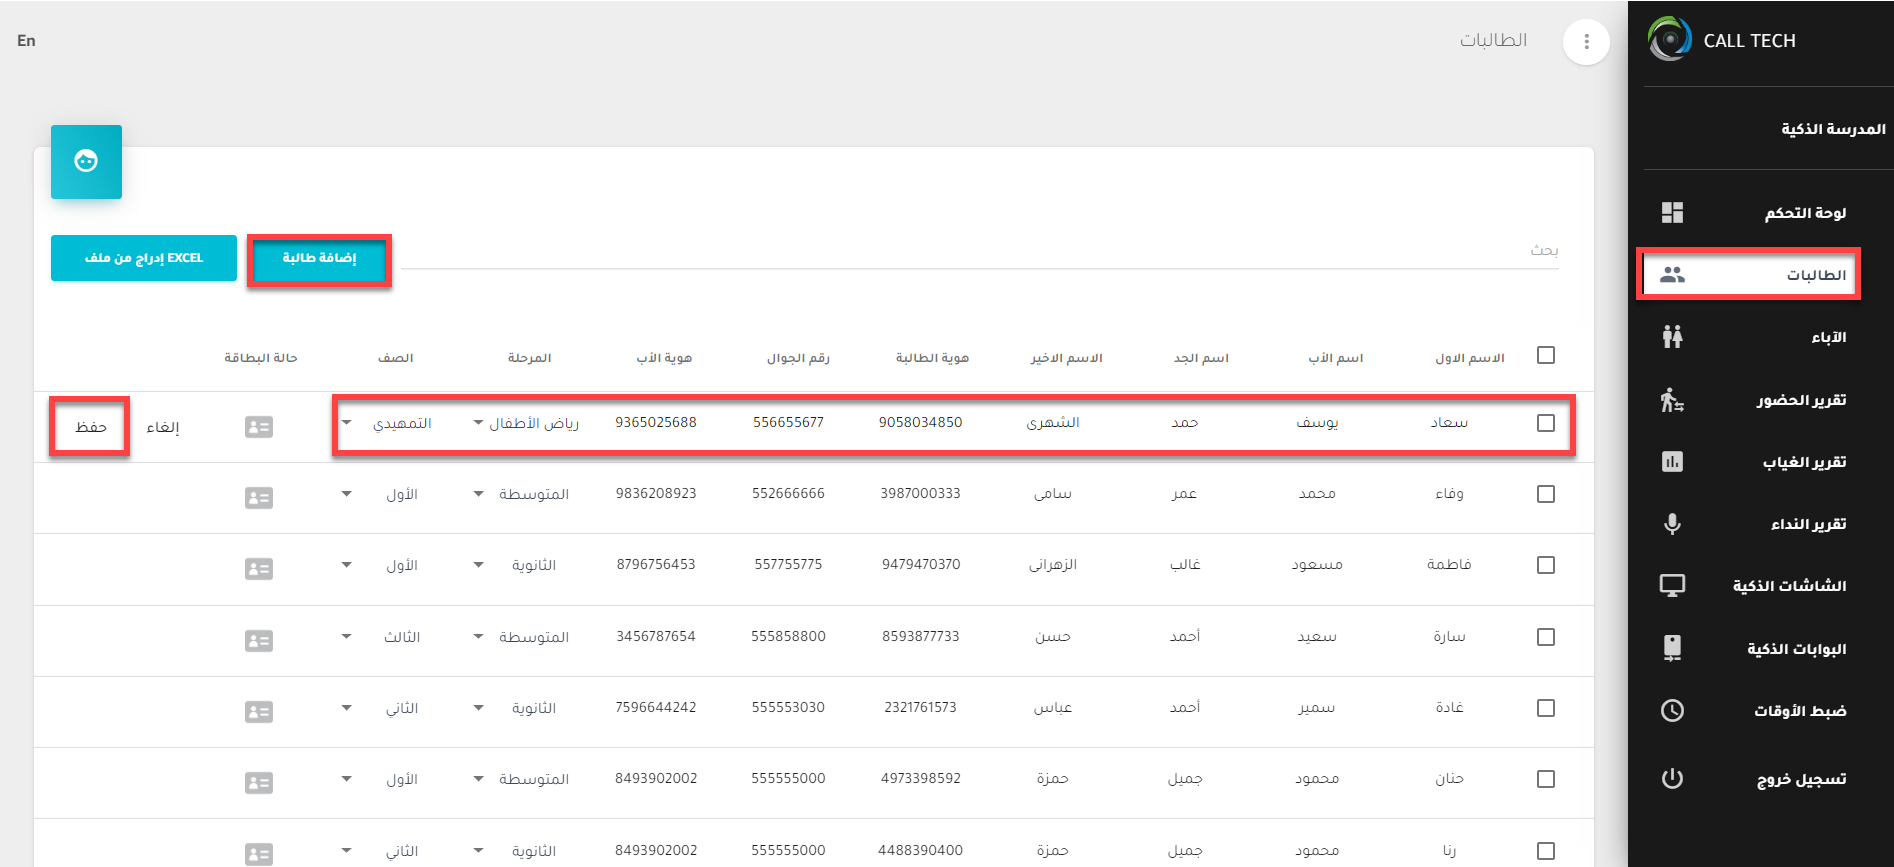 CALL TECH
المدرسة الذكية
لوحة التحكم
الطالبات
الآباء
تقرير الحضور
تقرير الغياب
تقرير النداء
الشاشات الذكية
البوابات الذكية
ضبط الأوقات
تسجيل خروج
الطالبات
En
بحث
إضافة طالبة
إدراج من ملف EXCEL
الاسم الاول اسم الأب اسم الجد الاسم الاخير هوية الطالبة رقم الجوال هوية الأب المرحلة الصف حالة البطاقة
سعاد يوسف حمد الشهرى 9058034850 556655677 9365025688 رياض الأطفال التمهيدي إلغاء حفظ
وفاء محمد عمر سامى 3987000333 552666666 9836208923 المتوسطة الأول
فاطمة مسعود غالب الزهرانى 9479470370 557755775 8796756453 الثانوية الأول
سارة سعيد أحمد حسن 8593877733 555858800 3456787654 المتوسطة الثالث
غادة سمير أحمد عباس 2321761573 555553030 7596644242 الثانوية الثاني
حنان محمود جميل حمزة 4973398592 555555000 8493902002 المتوسطة الأول
رنا محمود جميل حمزة 4488390400 555555000 8493902002 الثانوية الثاني